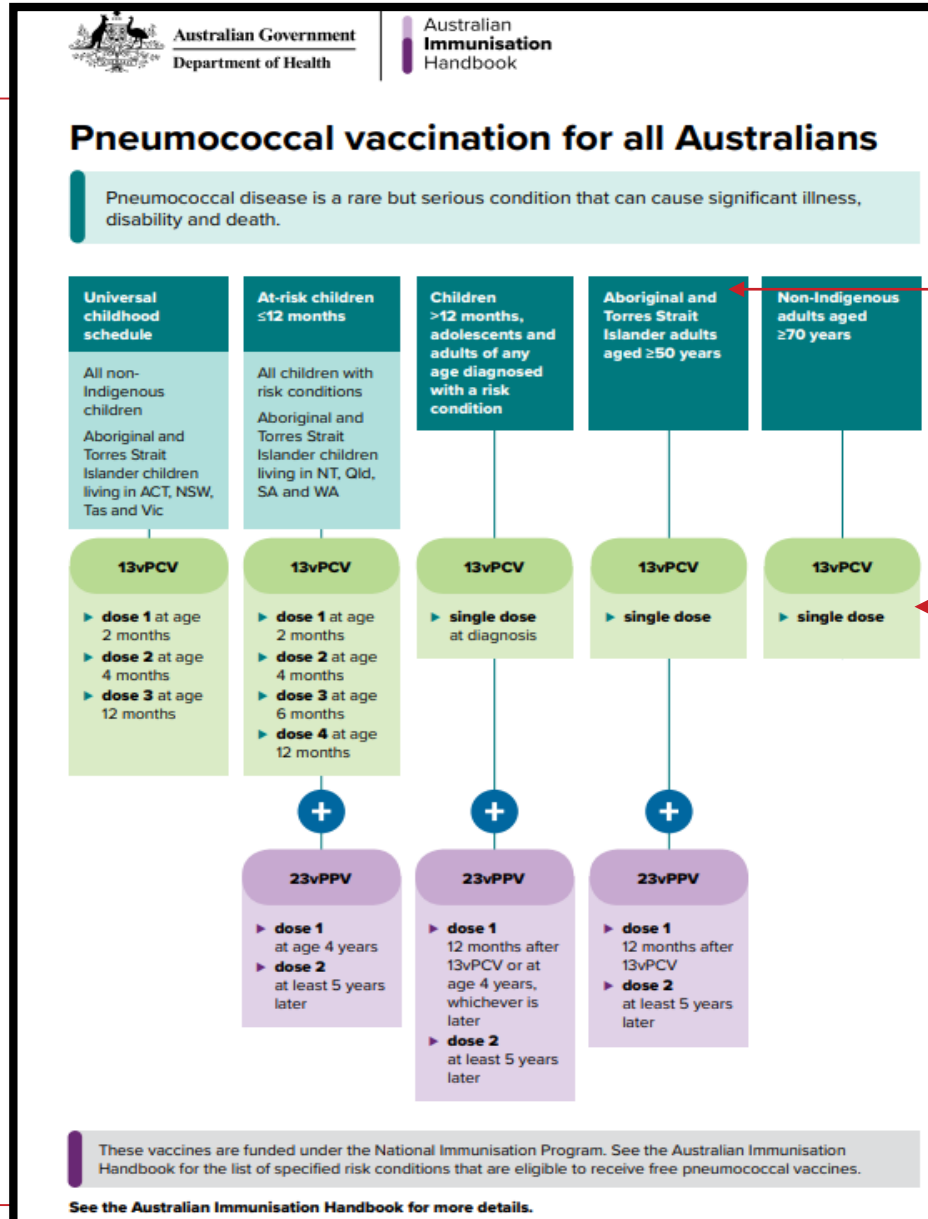 Australian Government
Department of Health
Australian
Immunisation
Handbook
Pneumococcal vaccination for all Australians
Pneumococcal disease is a rare but serious condition that can cause significant illness,
disability and death.
Universal
childhood
schedule
All non-
Indigenous
children
Aboriginal and
Torres Strait
Islander children
living in ACT, NSW,
Tas and Vic
13vPCV
▶ dose 1 at age
2 months
▶ dose 2 at age
4 months
▶ dose 3 at age
12 months
At-risk children
≤12 months
All children with
risk conditions
Aboriginal and
Torres Strait
Islander children
living in NT, Qld,
SA and WA
13vPCV
▶ dose 1 at age
2 months
▶ dose 2 at age
4 months
▶ dose 3 at age
6 months
▶ dose 4 at age
12 months
+
23vPPV
▶ dose 1
at age 4 years
▶ dose 2
at least 5 years
later
Children
>12 months,
adolescents and
adults of any
age diagnosed
with a risk
condition
13vPCV
▶ single dose
at diagnosis
+
23vPPV
▶ dose 1
12 months after
13vPCV or at
age 4 years,
whichever is
later
▶ dose 2
at least 5 years
later
Aboriginal and
Torres Strait
Islander adults
aged ≥50 years
13vPCV
▶ single dose
+
23vPPV
▶ dose 1
12 months after
13vPCV
▶ dose 2
at least 5 years
later
Non-Indigenous
adults aged
≥70 years
13vPCV
▶ single dose
These vaccines are funded under the National Immunisation Program. See the Australian Immunisation
Handbook for the list of specified risk conditions that are eligible to receive free pneumococcal vaccines.
See the Australian Immunisation Handbook for more details.